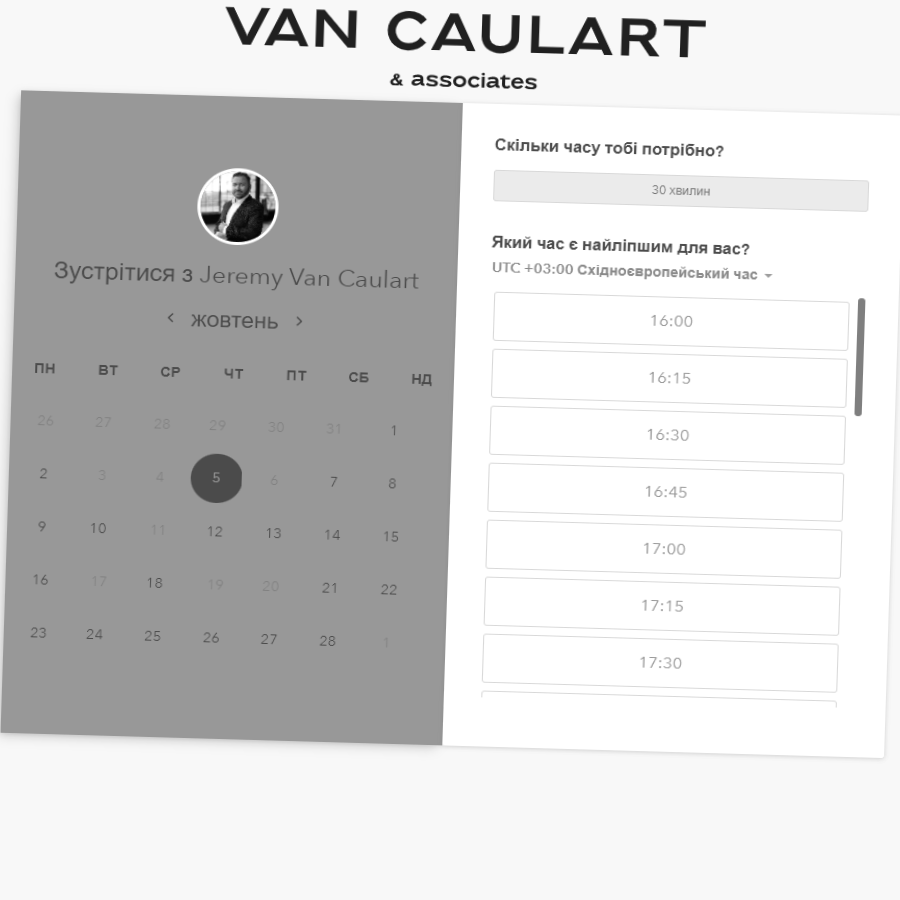 VAN CAULART
& associates
Зустрітися з Jeremy Van Caulart
жовтень
ПН ВТ СР ЧТ ПТ СБ НД
26 27 28 29 30 31 1
2 3 4 5 6 7 8
9 10 11 12 13 14 15
16 17 18 19 20 21 22
23 24 25 26 27 28 1
Скільки часу тобі потрібно?
30 хвилин
Який час є найліпшим для вас?
UTC +03:00 Східноєвропейський час
16:00
16:15
16:30
16:45
17:00
17:15
17:30